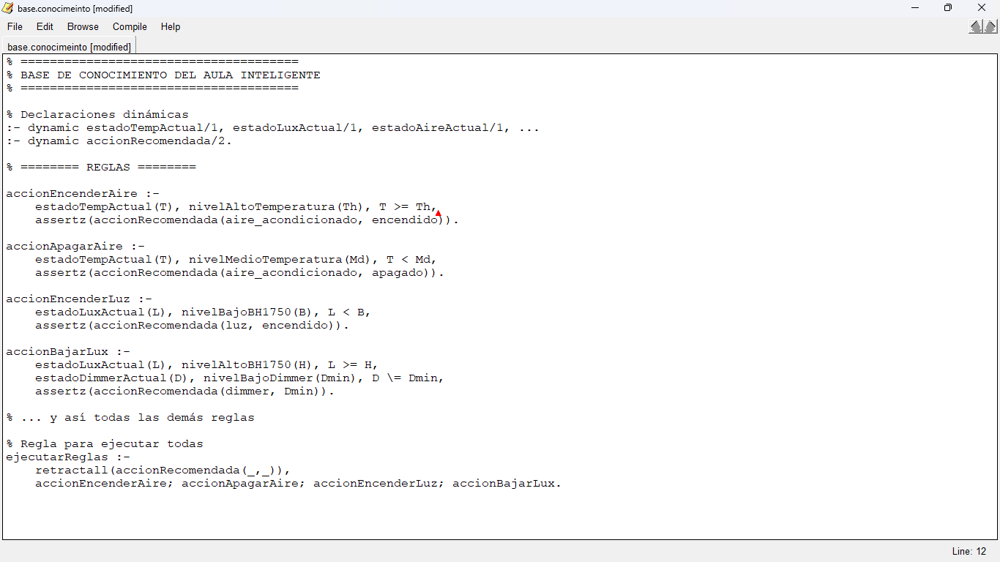 base.conocimeinto [modified]
File Edit Browse Compile Help
base.conocimeinto [modified]
% ======================================
% BASE DE CONOCIMIENTO DEL AULA INTELIGENTE
% ======================================
% Declaraciones dinámicas
:- dynamic estadoTempActual/1, estadoLuxActual/1, estadoAireActual/1, ...
:- dynamic accionRecomendada/2.
% ======== REGLAS ========
accionEncenderAire :-
    estadoTempActual(T), nivelAltoTemperatura(Th), T >= Th,
    assertz(accionRecomendada(aire_acondicionado, encendido)).
accionApagarAire :-
    estadoTempActual(T), nivelMedioTemperatura(Md), T < Md,
    assertz(accionRecomendada(aire_acondicionado, apagado)).
accionEncenderLuz :-
    estadoLuxActual(L), nivelBajoBH1750(B), L < B,
    assertz(accionRecomendada(luz, encendido)).
accionBajarLux :-
    estadoLuxActual(L), nivelAltoBH1750(H), L >= H,
    estadoDimmerActual(D), nivelBajoDimmer(Dmin), D \= Dmin,
    assertz(accionRecomendada(dimmer, Dmin)).
% ... y así todas las demás reglas
% Regla para ejecutar todas
ejecutarReglas :-
    retractall(accionRecomendada(_,_)),
    accionEncenderAire; accionApagarAire; accionEncenderLuz; accionBajarLux.
Line: 12